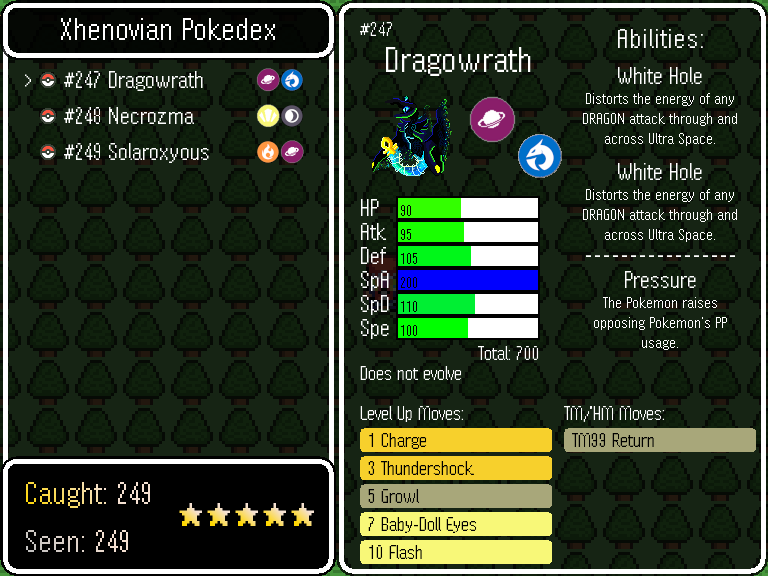 Xhenovian Pokedex
> #247 Dragowrath
#248 Necrozma
#249 Solaroxyous
Caught: 249
Seen: 249
#247
Dragowrath
HP 90
Atk 95
Def 105
SpA 200
SpD 110
Spe 100
Total: 700
Does not evolve
Abilities:
White Hole
Distorts the energy of any
DRAGON attack through and
across Ultra Space.
White Hole
Distorts the energy of any
DRAGON attack through and
across Ultra Space.
Pressure
The Pokemon raises
opposing Pokemon's PP
usage.
Level Up Moves:
1 Charge
3 Thundershock
5 Growl
7 Baby-Doll Eyes
10 Flash
TM/HM Moves:
TM99 Return